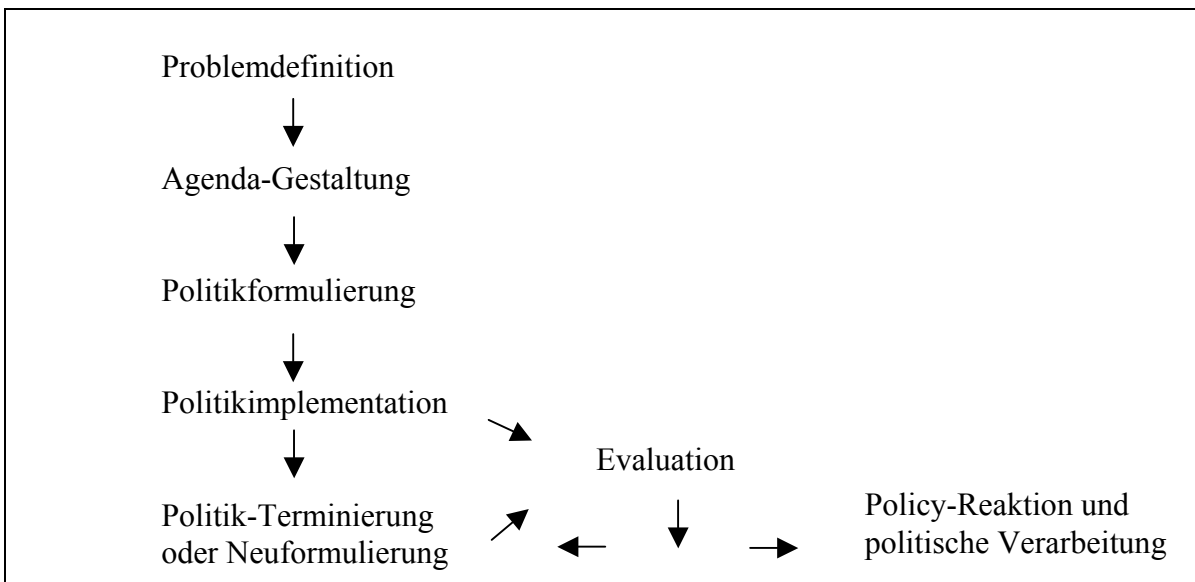 Problemdefinition
Agenda-Gestaltung
Politikformulierung
Politikimplementation
Evaluation
Politik-Terminierung
oder Neuformulierung
Policy-Reaktion und
politische Verarbeitung